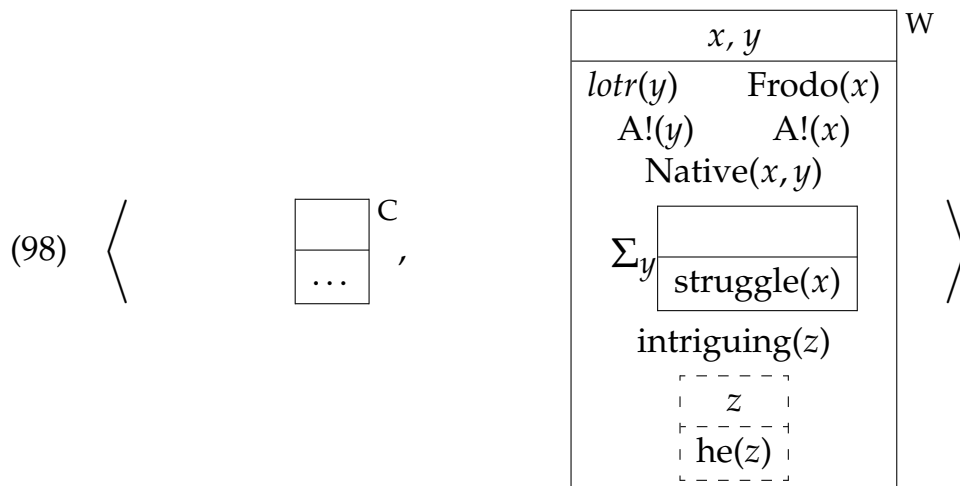 W
x, y
lotr(y) Frodo(x)
A!(y) A!(x)
Native(x, y)
(98) ⟨ C , ⟩
…
Σy
struggle(x)
intriguing(z)
z
he(z)